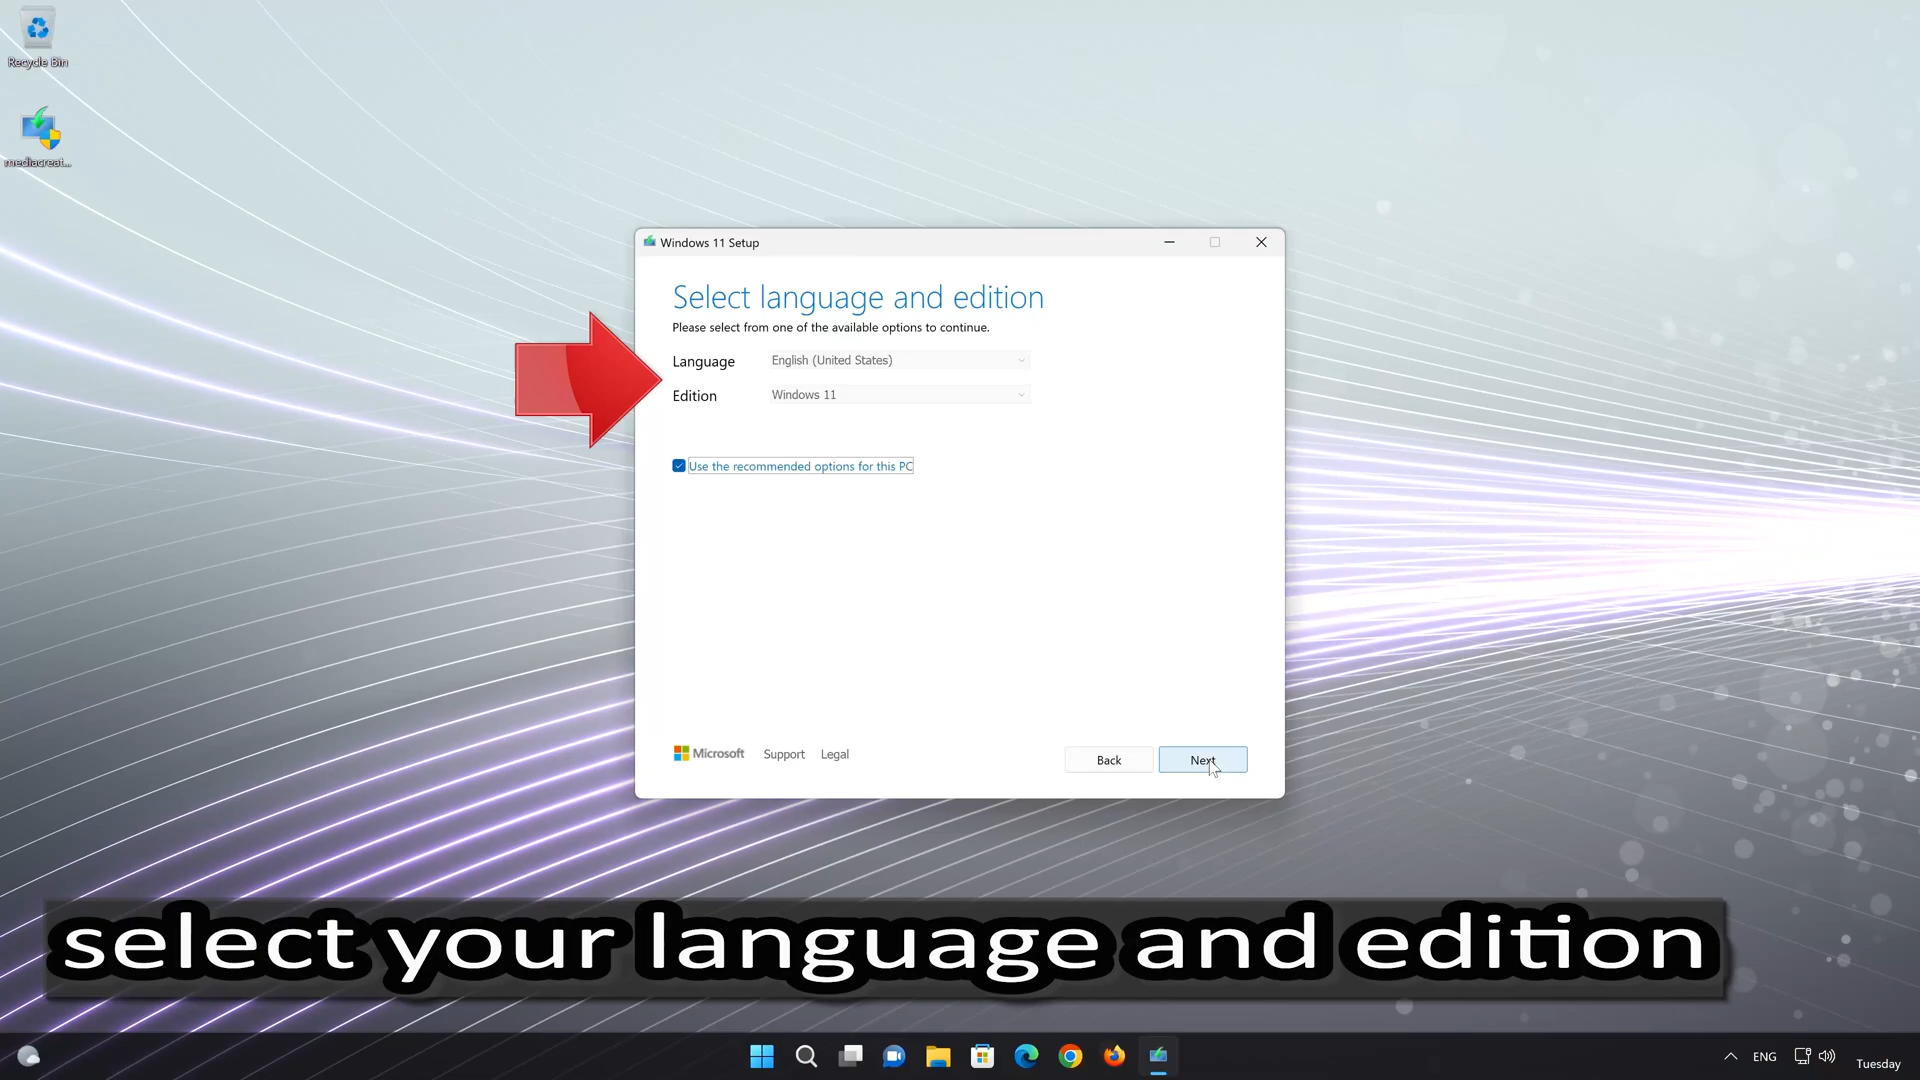 Recycle Bin
mediacreat...
Windows 11 Setup
Select language and edition
Please select from one of the available options to continue.
Language
English (United States)
Edition
Windows 11
Use the recommended options for this PC
Microsoft
Support
Legal
Back
Next
select your language and edition
ENG
Tuesday